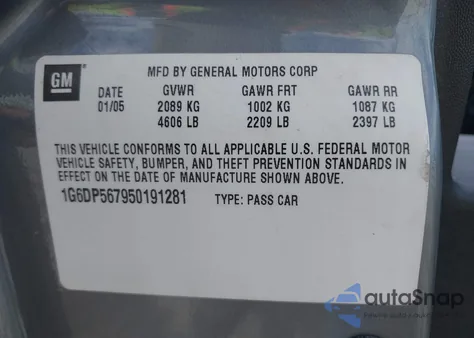 GM
MFD BY GENERAL MOTORS CORP
DATE GVWR GAWR FRT GAWR RR
01/05 2089 KG 1002 KG 1087 KG
4606 LB 2209 LB 2397 LB
THIS VEHICLE CONFORMS TO ALL APPLICABLE U.S. FEDERAL MOTOR
VEHICLE SAFETY, BUMPER, AND THEFT PREVENTION STANDARDS IN
EFFECT ON THE DATE OF MANUFACTURE SHOWN ABOVE.
1G6DP567950191281 TYPE: PASS CAR
autoSnap